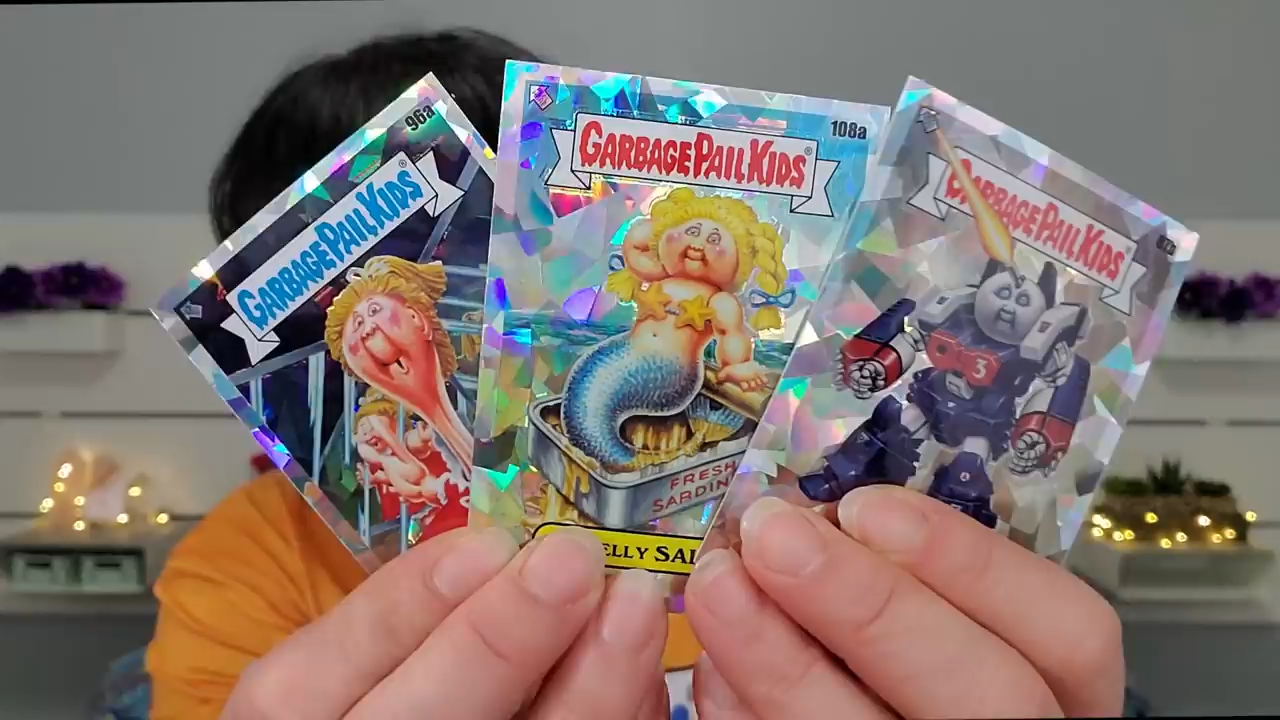 96a
GARBAGE PAIL KIDS
108a
GARBAGE PAIL KIDS
FRESH
SARDIN
ELLY SAL
GARBAGE PAIL KIDS
3